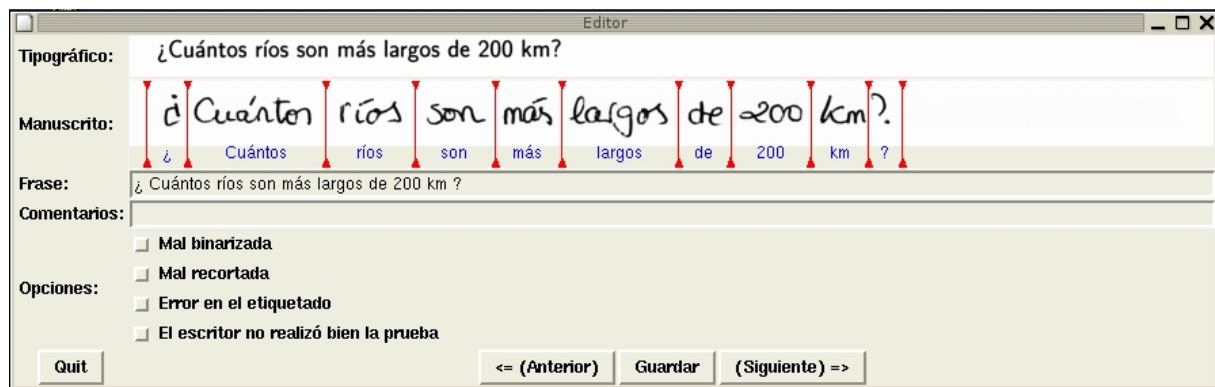 Editor
Tipográfico: ¿Cuántos ríos son más largos de 200 km?
Manuscrito: ¿ Cuántos ríos son más largos de 200 km ?
¿ Cuántos ríos son más largos de 200 km ?
Frase: ¿ Cuántos ríos son más largos de 200 km ?
Comentarios:
Opciones:
Mal binarizada
Mal recortada
Error en el etiquetado
El escritor no realizó bien la prueba
Quit <= (Anterior) Guardar (Siguiente) =>